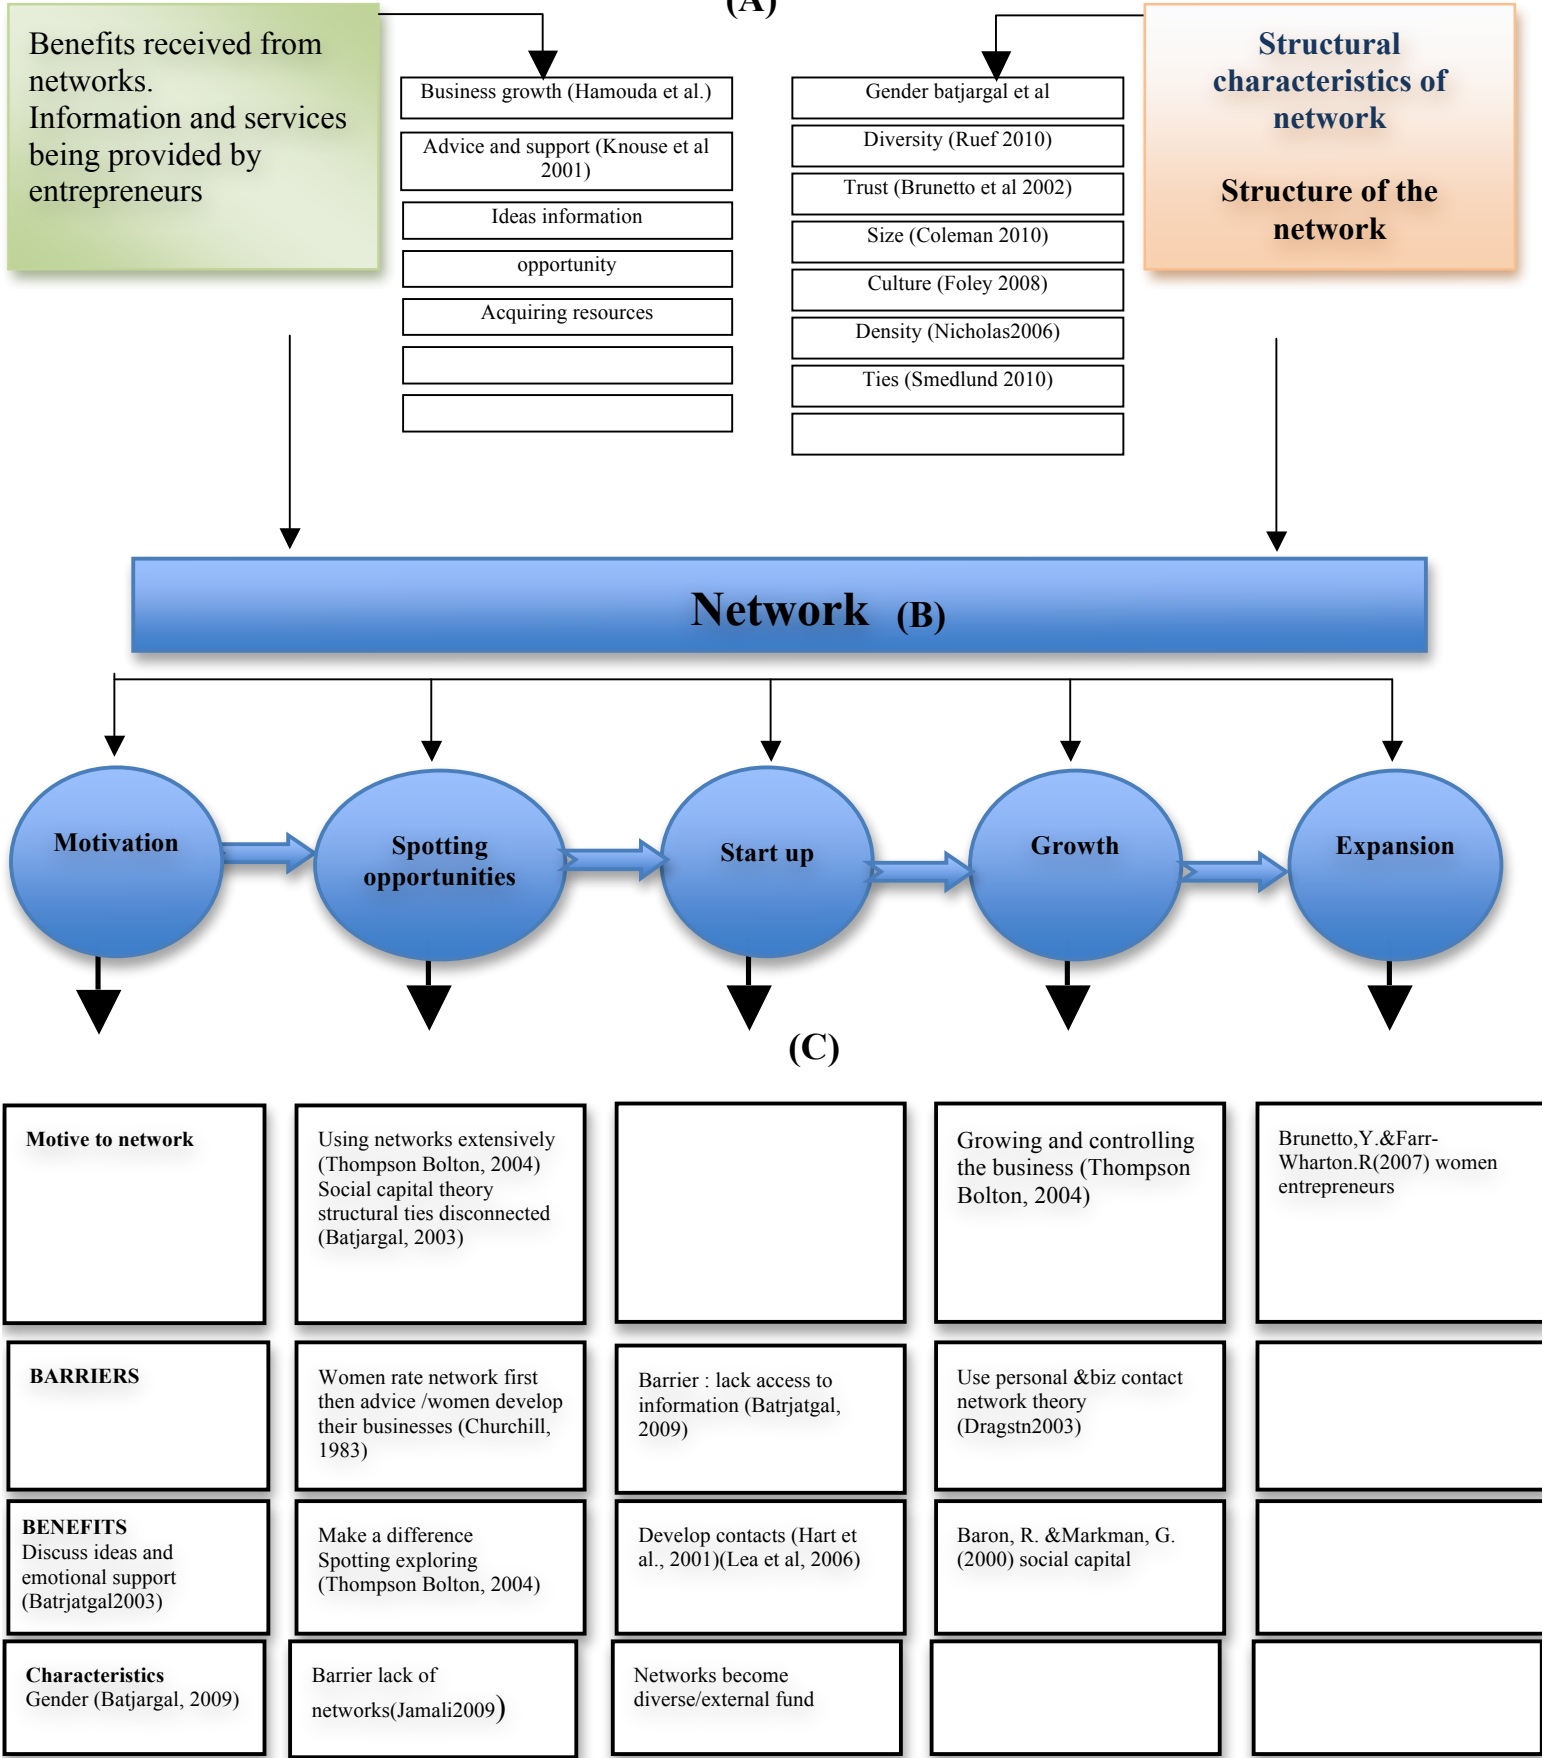 (A)
Benefits received from
networks.
Information and services
being provided by
entrepreneurs
Business growth (Hamouda et al.)
Advice and support (Knouse et al
2001)
Ideas information
opportunity
Acquiring resources
Gender batjargal et al
Diversity (Ruef 2010)
Trust (Brunetto et al 2002)
Size (Coleman 2010)
Culture (Foley 2008)
Density (Nicholas2006)
Ties (Smedlund 2010)
Structural
characteristics of
network
Structure of the
network
Network (B)
Motivation
Spotting
opportunities
Start up
Growth
Expansion
(C)
Motive to network
Using networks extensively
(Thompson Bolton, 2004)
Social capital theory
structural ties disconnected
(Batjargal, 2003)
Growing and controlling
the business (Thompson
Bolton, 2004)
Brunetto,Y.&Farr-
Wharton.R(2007) women
entrepreneurs
BARRIERS
Women rate network first
then advice /women develop
their businesses (Churchill,
1983)
Barrier : lack access to
information (Batrjatgal,
2009)
Use personal &biz contact
network theory
(Dragstn2003)
BENEFITS
Discuss ideas and
emotional support
(Batrjatgal2003)
Make a difference
Spotting exploring
(Thompson Bolton, 2004)
Develop contacts (Hart et
al., 2001)(Lea et al, 2006)
Baron, R. &Markman, G.
(2000) social capital
Characteristics
Gender (Batjargal, 2009)
Barrier lack of
networks(Jamali2009)
Networks become
diverse/external fund